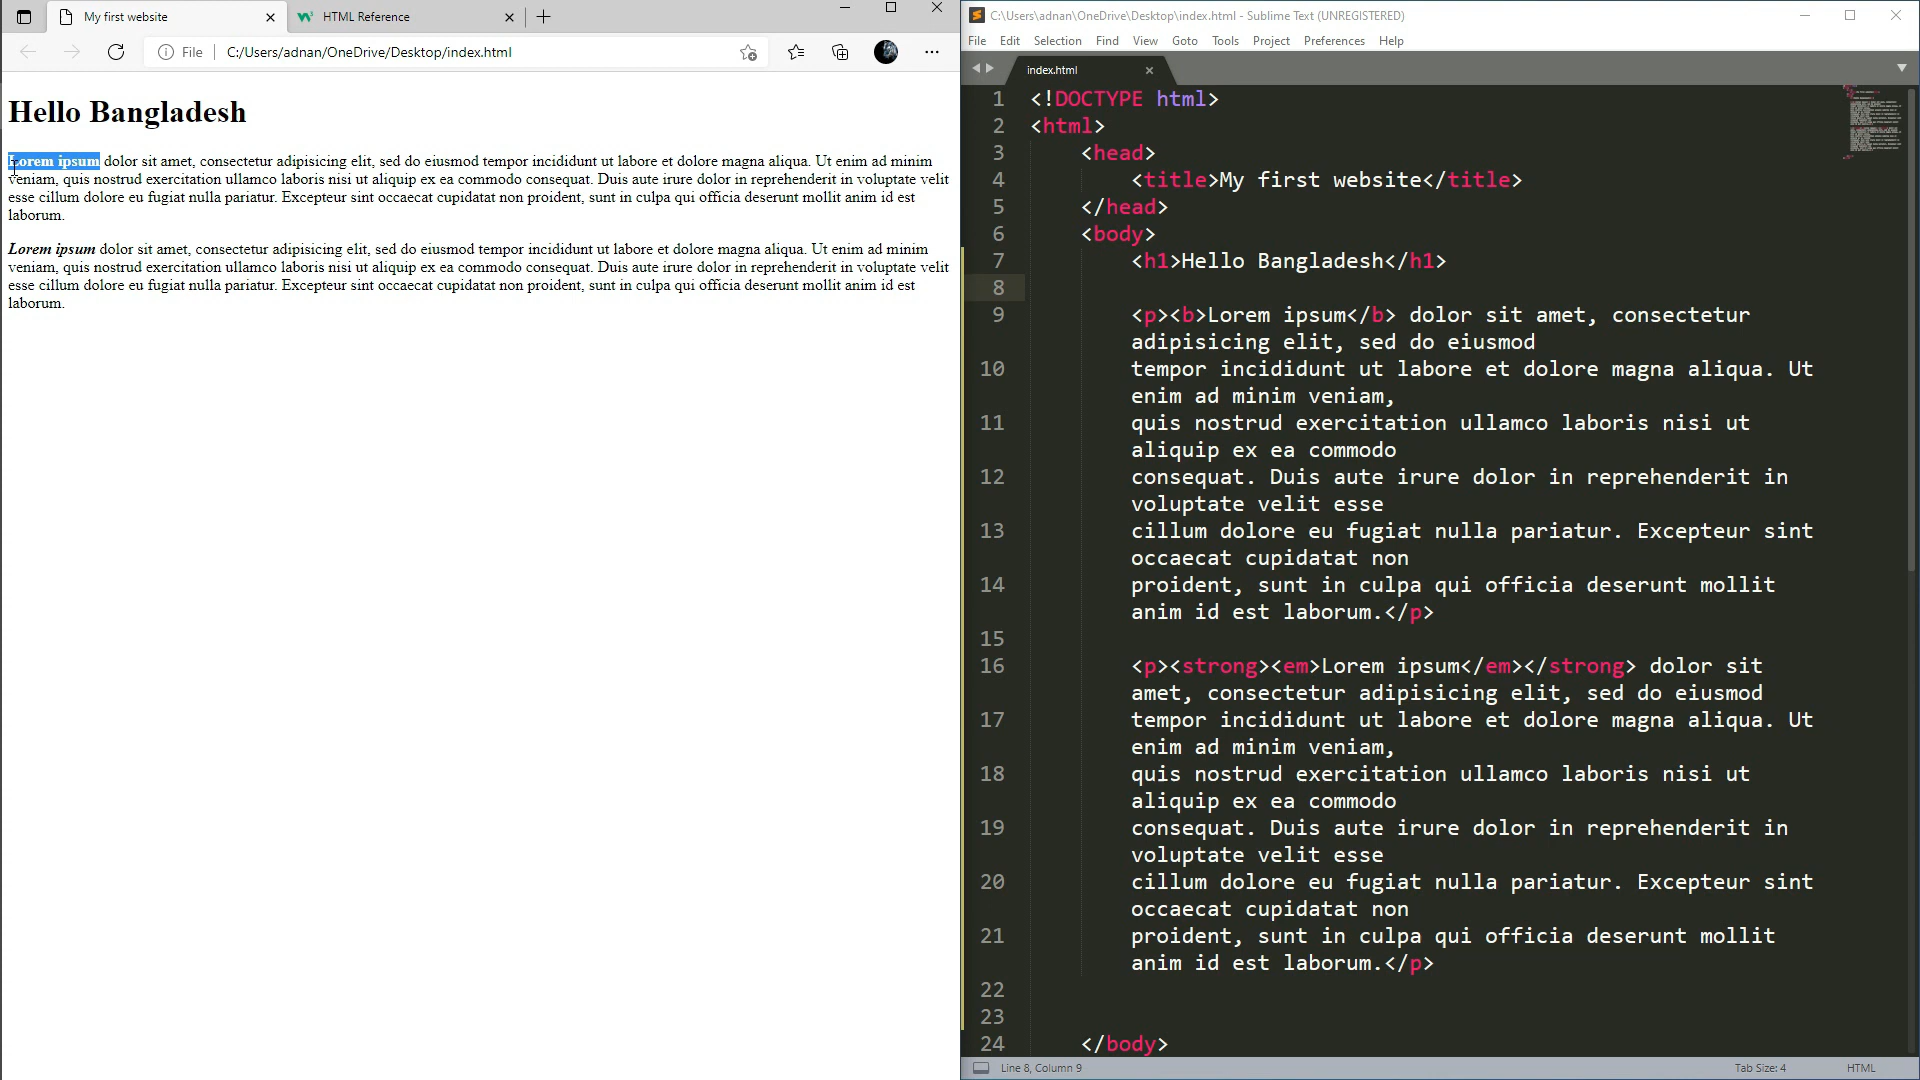 My first website
HTML Reference
File
C:/Users/adnan/OneDrive/Desktop/index.html
Hello Bangladesh
Lorem ipsum dolor sit amet, consectetur adipisicing elit, sed do eiusmod tempor incididunt ut labore et dolore magna aliqua. Ut enim ad minim
veniam, quis nostrud exercitation ullamco laboris nisi ut aliquip ex ea commodo consequat. Duis aute irure dolor in reprehenderit in voluptate velit
esse cillum dolore eu fugiat nulla pariatur. Excepteur sint occaecat cupidatat non proident, sunt in culpa qui officia deserunt mollit anim id est
laborum.
Lorem ipsum dolor sit amet, consectetur adipisicing elit, sed do eiusmod tempor incididunt ut labore et dolore magna aliqua. Ut enim ad minim
veniam, quis nostrud exercitation ullamco laboris nisi ut aliquip ex ea commodo consequat. Duis aute irure dolor in reprehenderit in voluptate velit
esse cillum dolore eu fugiat nulla pariatur. Excepteur sint occaecat cupidatat non proident, sunt in culpa qui officia deserunt mollit anim id est
laborum.
C:\Users\adnan\OneDrive\Desktop\index.html - Sublime Text (UNREGISTERED)
File Edit Selection Find View Goto Tools Project Preferences Help
index.html
1 <!DOCTYPE html>
2 <html>
3 <head>
4 <title>My first website</title>
5 </head>
6 <body>
7 <h1>Hello Bangladesh</h1>
8
9 <p><b>Lorem ipsum</b> dolor sit amet, consectetur
adipisicing elit, sed do eiusmod
10 tempor incididunt ut labore et dolore magna aliqua. Ut
enim ad minim veniam,
11 quis nostrud exercitation ullamco laboris nisi ut
aliquip ex ea commodo
12 consequat. Duis aute irure dolor in reprehenderit in
voluptate velit esse
13 cillum dolore eu fugiat nulla pariatur. Excepteur sint
occaecat cupidatat non
14 proident, sunt in culpa qui officia deserunt mollit
anim id est laborum.</p>
15
16 <p><strong><em>Lorem ipsum</em></strong> dolor sit
amet, consectetur adipisicing elit, sed do eiusmod
17 tempor incididunt ut labore et dolore magna aliqua. Ut
enim ad minim veniam,
18 quis nostrud exercitation ullamco laboris nisi ut
aliquip ex ea commodo
19 consequat. Duis aute irure dolor in reprehenderit in
voluptate velit esse
20 cillum dolore eu fugiat nulla pariatur. Excepteur sint
occaecat cupidatat non
21 proident, sunt in culpa qui officia deserunt mollit
anim id est laborum.</p>
22
23
24 </body>
Line 8, Column 9
Tab Size: 4
HTML